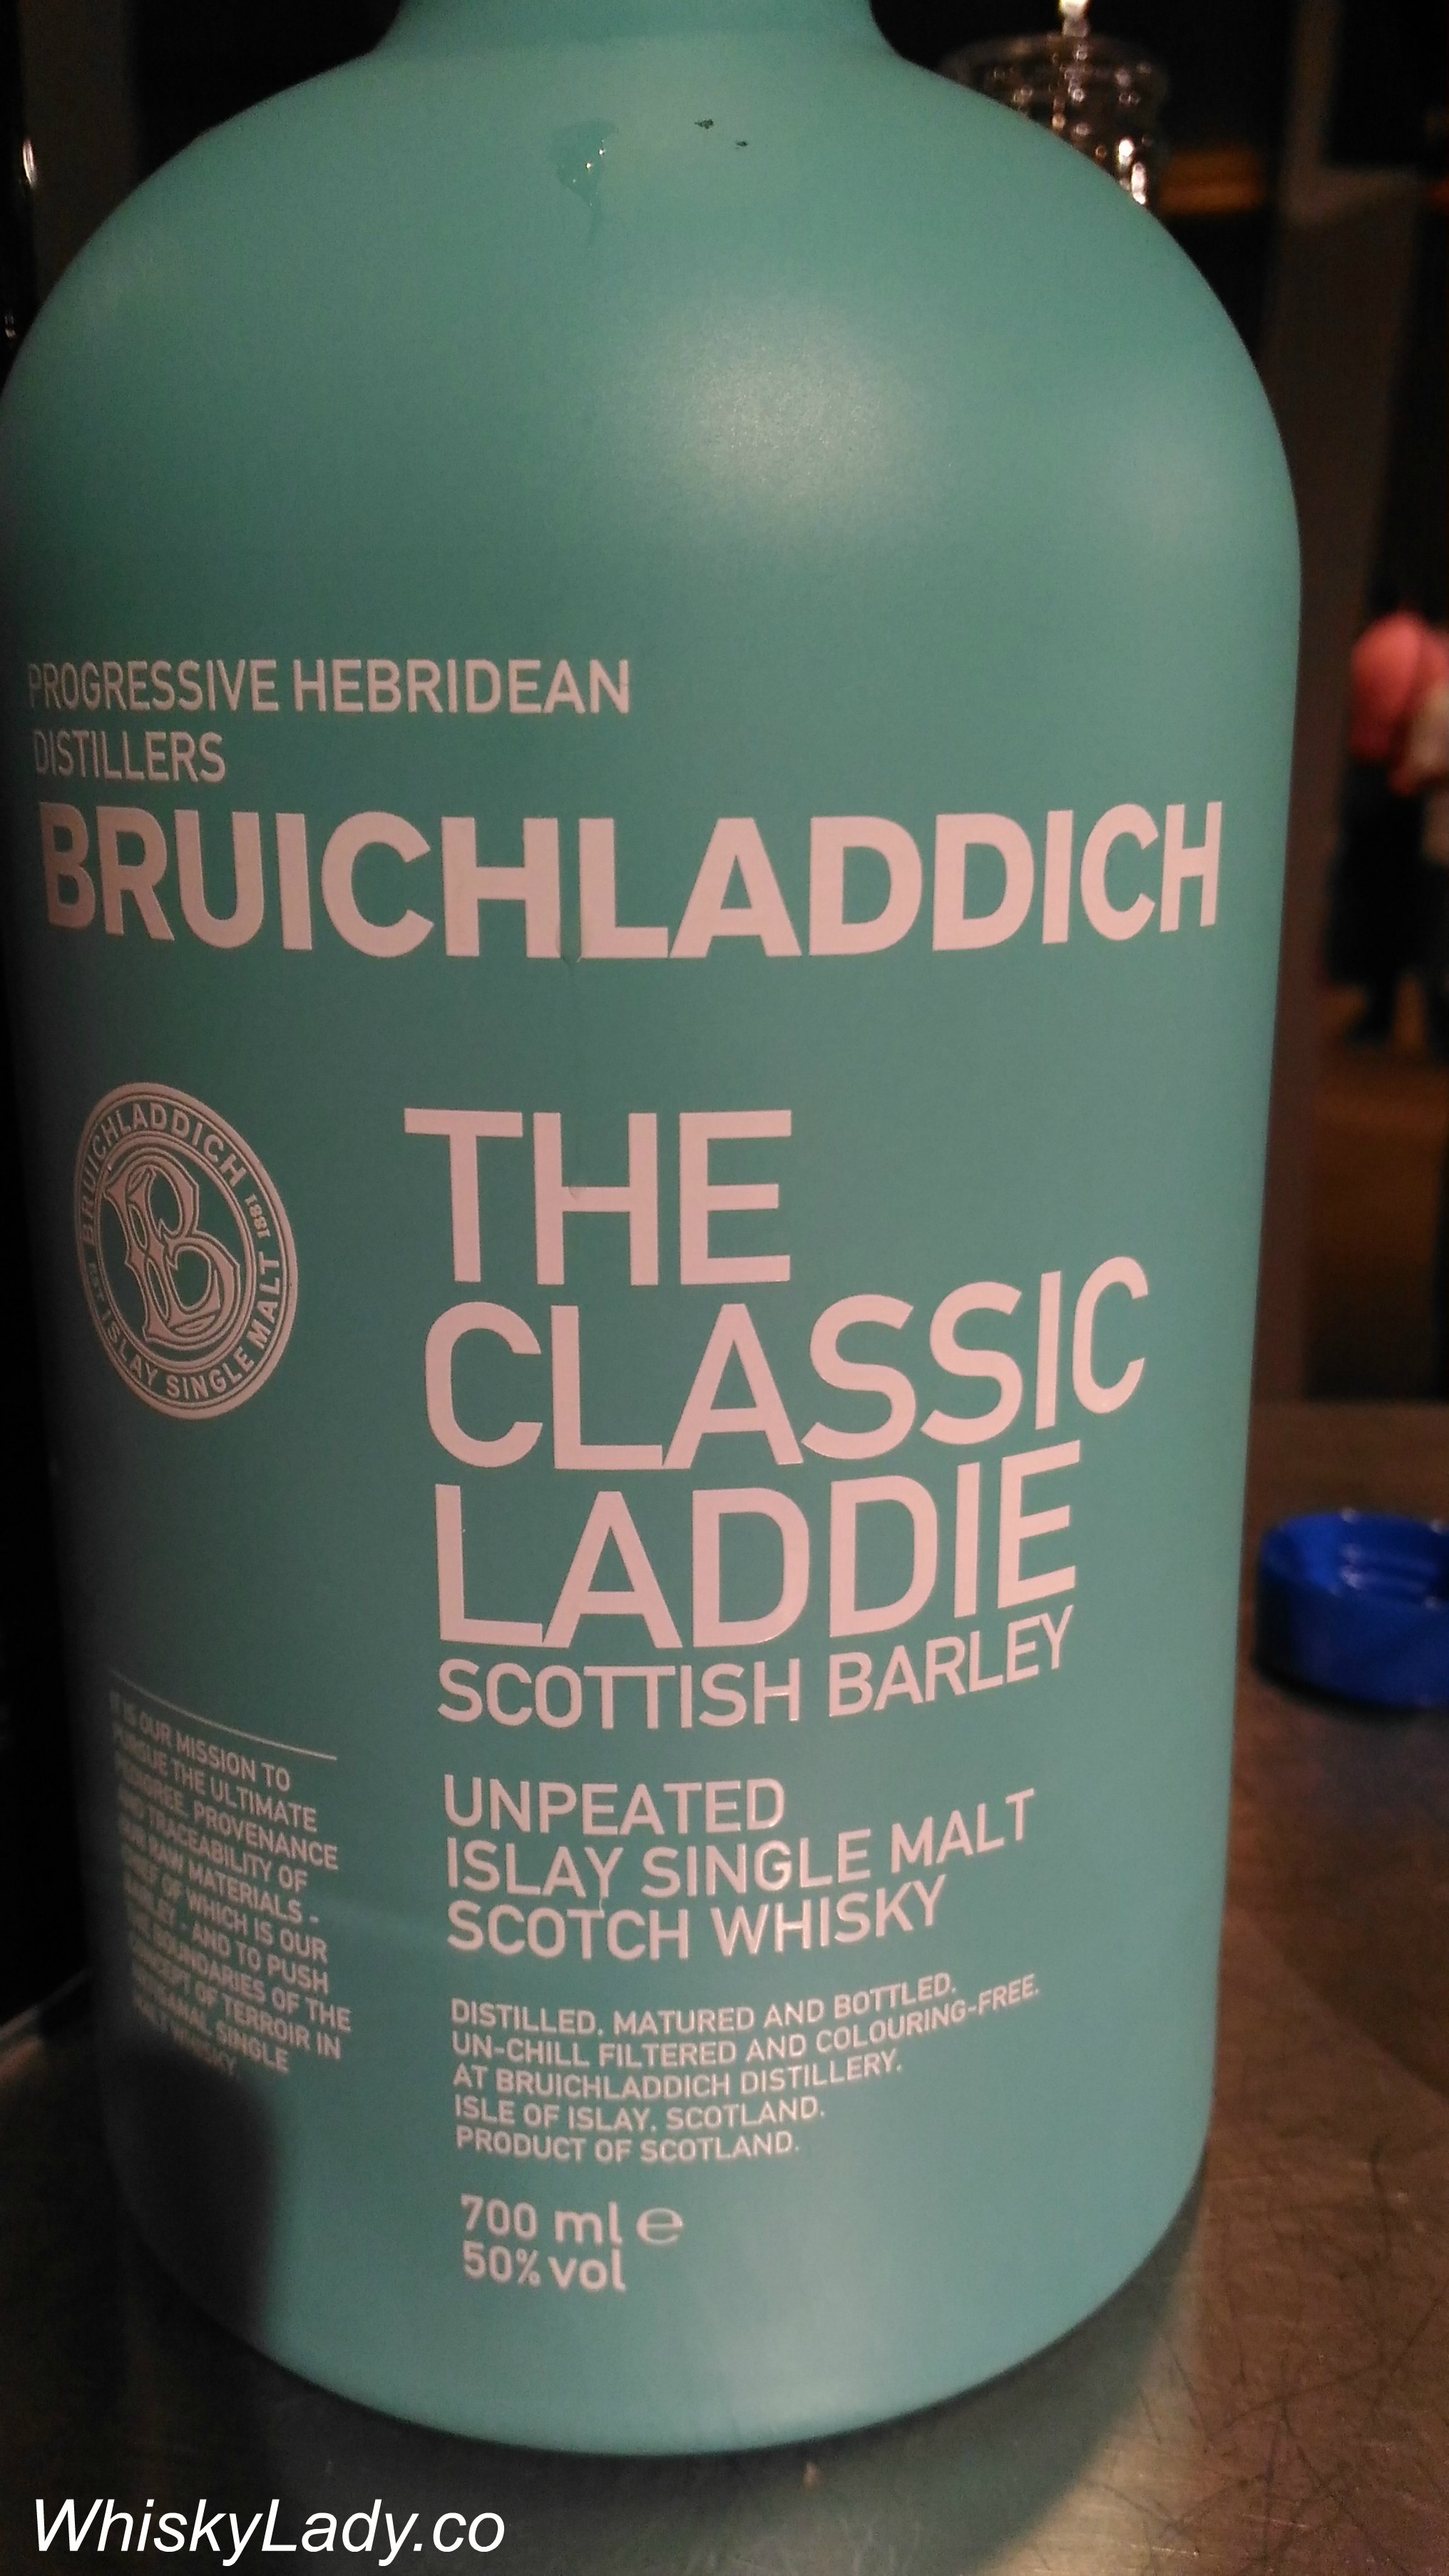 PROGRESSIVE HEBRIDEAN
DISTILLERS
BRUICHLADDICH
BRUICHLADDICH 1881
ISLAY SINGLE MALT
B
THE
CLASSIC
LADDIE
SCOTTISH BARLEY
UNPEATED
ISLAY SINGLE MALT
SCOTCH WHISKY
DISTILLED, MATURED AND BOTTLED,
UN-CHILL FILTERED AND COLOURING-FREE,
AT BRUICHLADDICH DISTILLERY,
ISLE OF ISLAY, SCOTLAND.
PRODUCT OF SCOTLAND.
700 ml e
50% vol
IT IS OUR MISSION TO
PURSUE THE ULTIMATE
PEDIGREE, PROVENANCE
AND TRACEABILITY OF
OUR RAW MATERIALS -
CHIEF OF WHICH IS OUR
BARLEY - AND TO PUSH
THE BOUNDARIES OF THE
CONCEPT OF TERROIR IN
ARTISANAL SINGLE
MALT WHISKY.
WhiskyLady.co